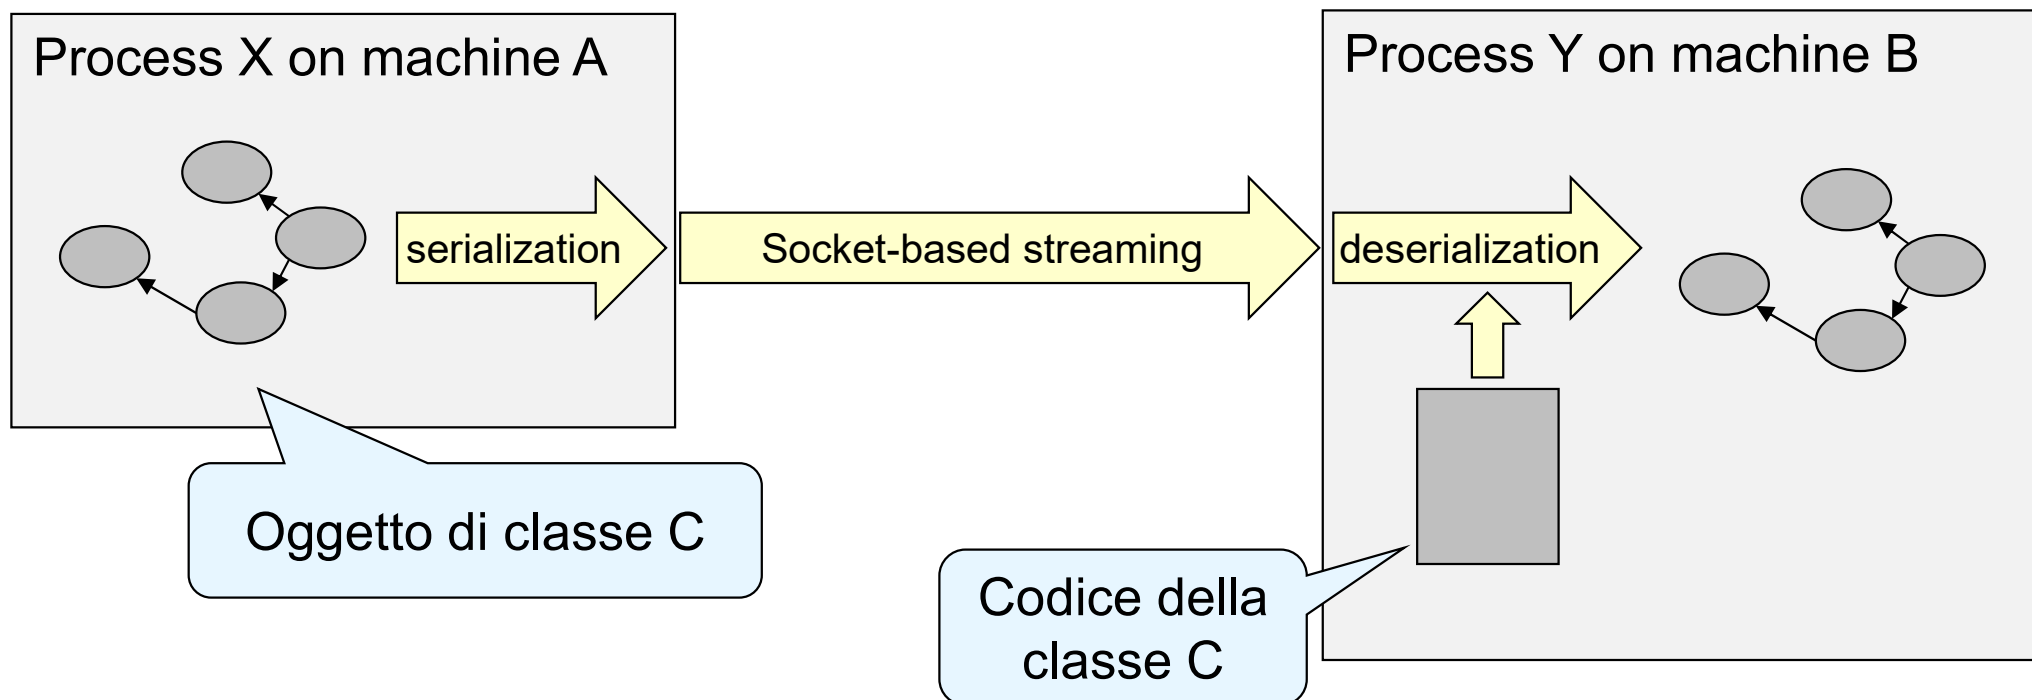 Process X on machine A
Process Y on machine B
serialization
Socket-based streaming
deserialization
Oggetto di classe C
Codice della
classe C